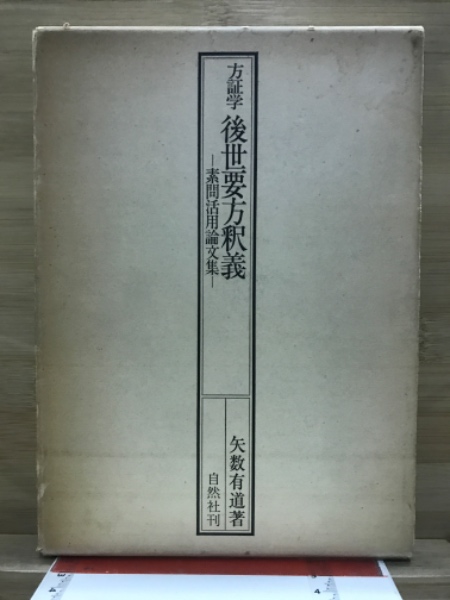 方証学 後世要方釈義
―素問活用論文集―
矢数有道著
自然社刊